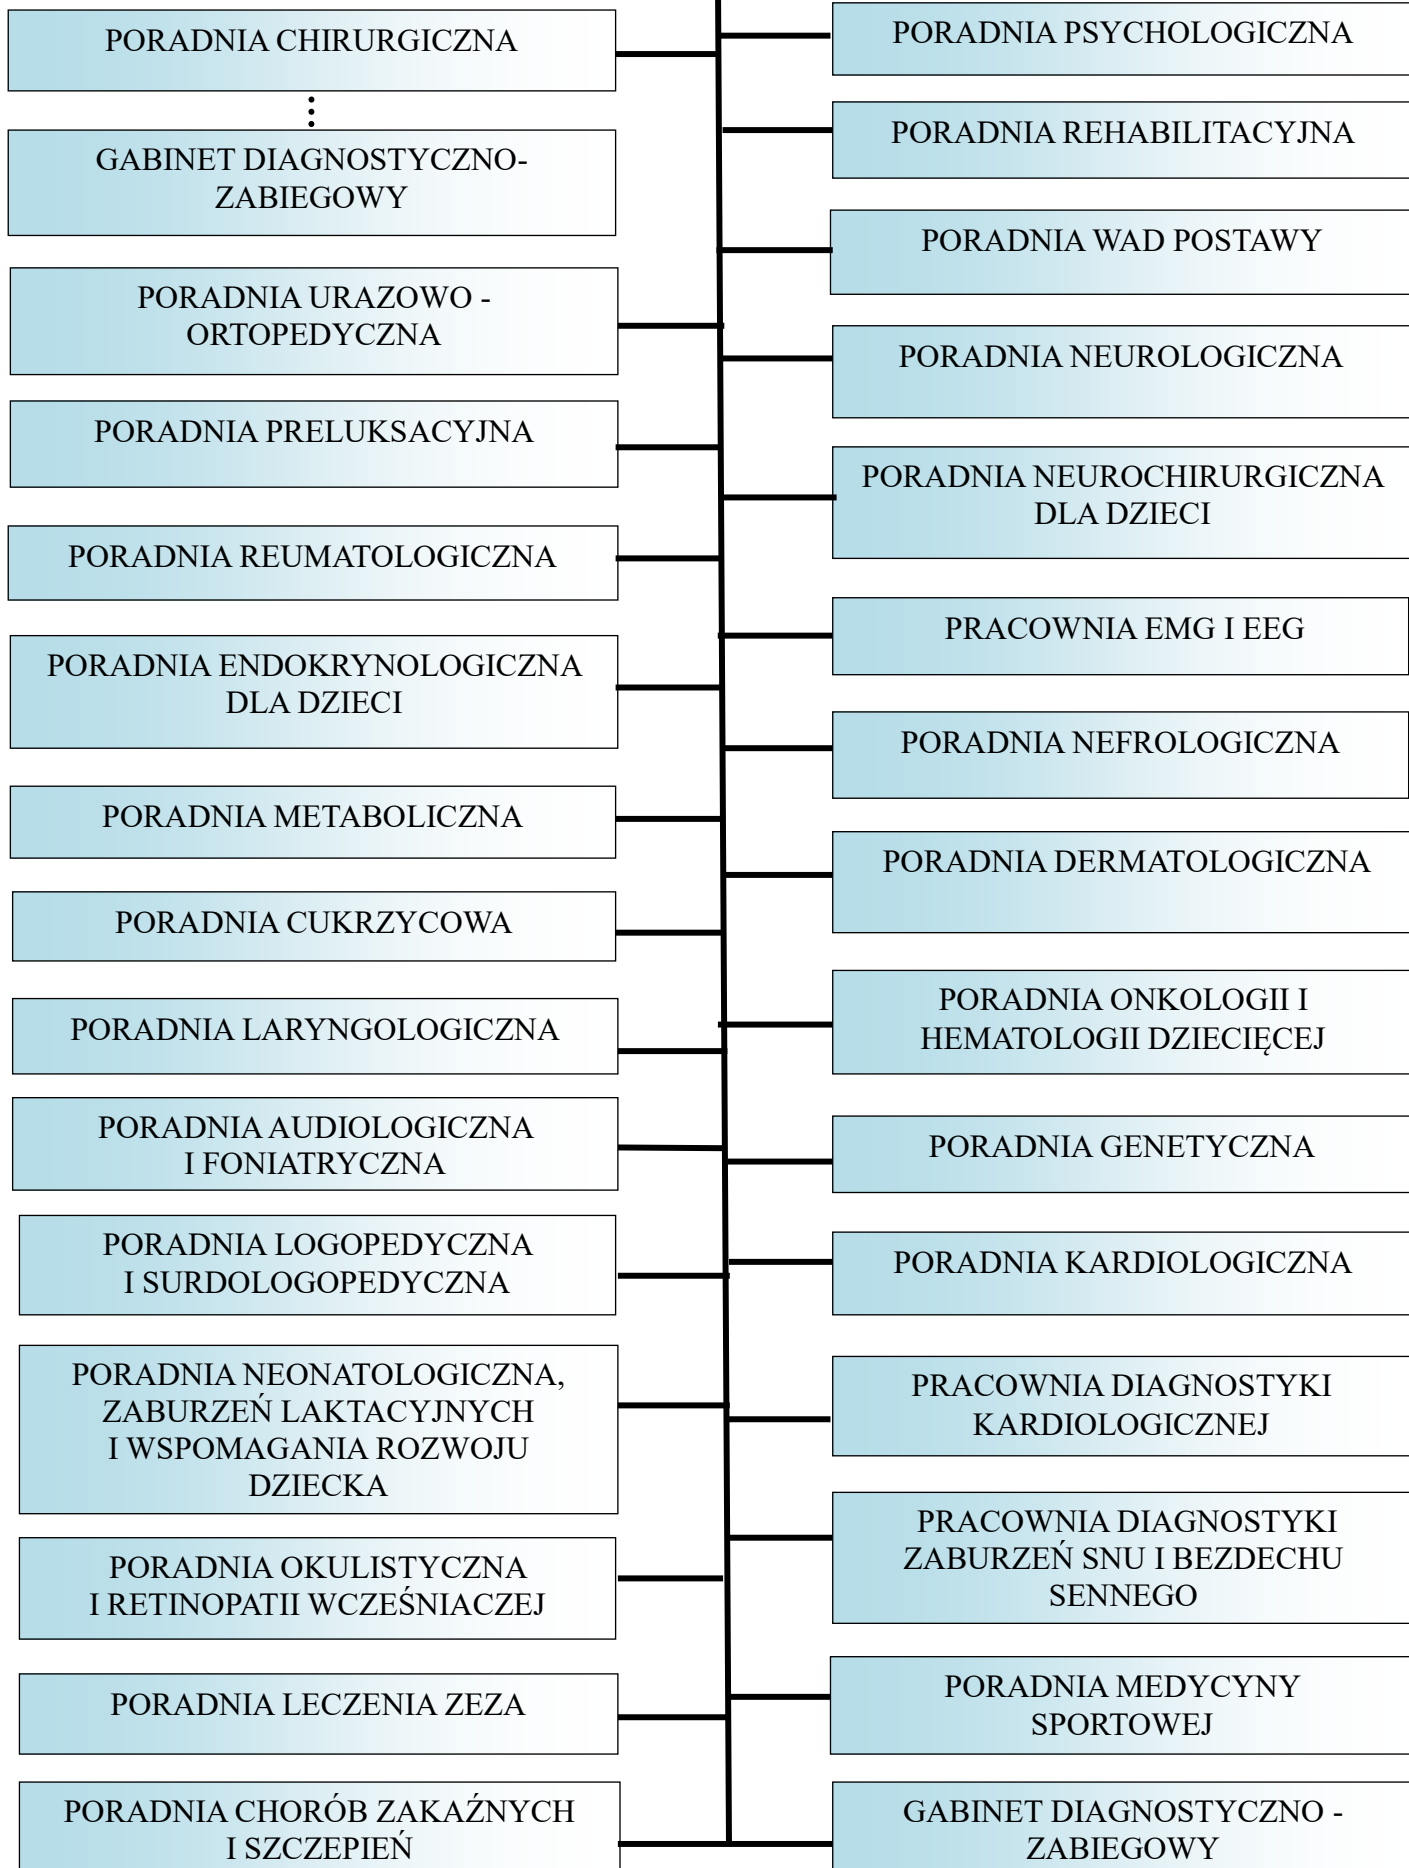 PORADNIA CHIRURGICZNA
GABINET DIAGNOSTYCZNO-
ZABIEGOWY
PORADNIA URAZOWO -
ORTOPEDYCZNA
PORADNIA PRELUKSACYJNA
PORADNIA REUMATOLOGICZNA
PORADNIA ENDOKRYNOLOGICZNA
DLA DZIECI
PORADNIA METABOLICZNA
PORADNIA CUKRZYCOWA
PORADNIA LARYNGOLOGICZNA
PORADNIA AUDIOLOGICZNA
I FONIATRYCZNA
PORADNIA LOGOPEDYCZNA
I SURDOLOGOPEDYCZNA
PORADNIA NEONATOLOGICZNA,
ZABURZEŃ LAKTACYJNYCH
I WSPOMAGANIA ROZWOJU
DZIECKA
PORADNIA OKULISTYCZNA
I RETINOPATII WCZEŚNIACZEJ
PORADNIA LECZENIA ZEZA
PORADNIA CHORÓB ZAKAŹNYCH
I SZCZEPIEŃ
PORADNIA PSYCHOLOGICZNA
PORADNIA REHABILITACYJNA
PORADNIA WAD POSTAWY
PORADNIA NEUROLOGICZNA
PORADNIA NEUROCHIRURGICZNA
DLA DZIECI
PRACOWNIA EMG I EEG
PORADNIA NEFROLOGICZNA
PORADNIA DERMATOLOGICZNA
PORADNIA ONKOLOGII I
HEMATOLOGII DZIECIĘCEJ
PORADNIA GENETYCZNA
PORADNIA KARDIOLOGICZNA
PRACOWNIA DIAGNOSTYKI
KARDIOLOGICZNEJ
PRACOWNIA DIAGNOSTYKI
ZABURZEŃ SNU I BEZDECHU
SENNEGO
PORADNIA MEDYCYNY
SPORTOWEJ
GABINET DIAGNOSTYCZNO -
ZABIEGOWY